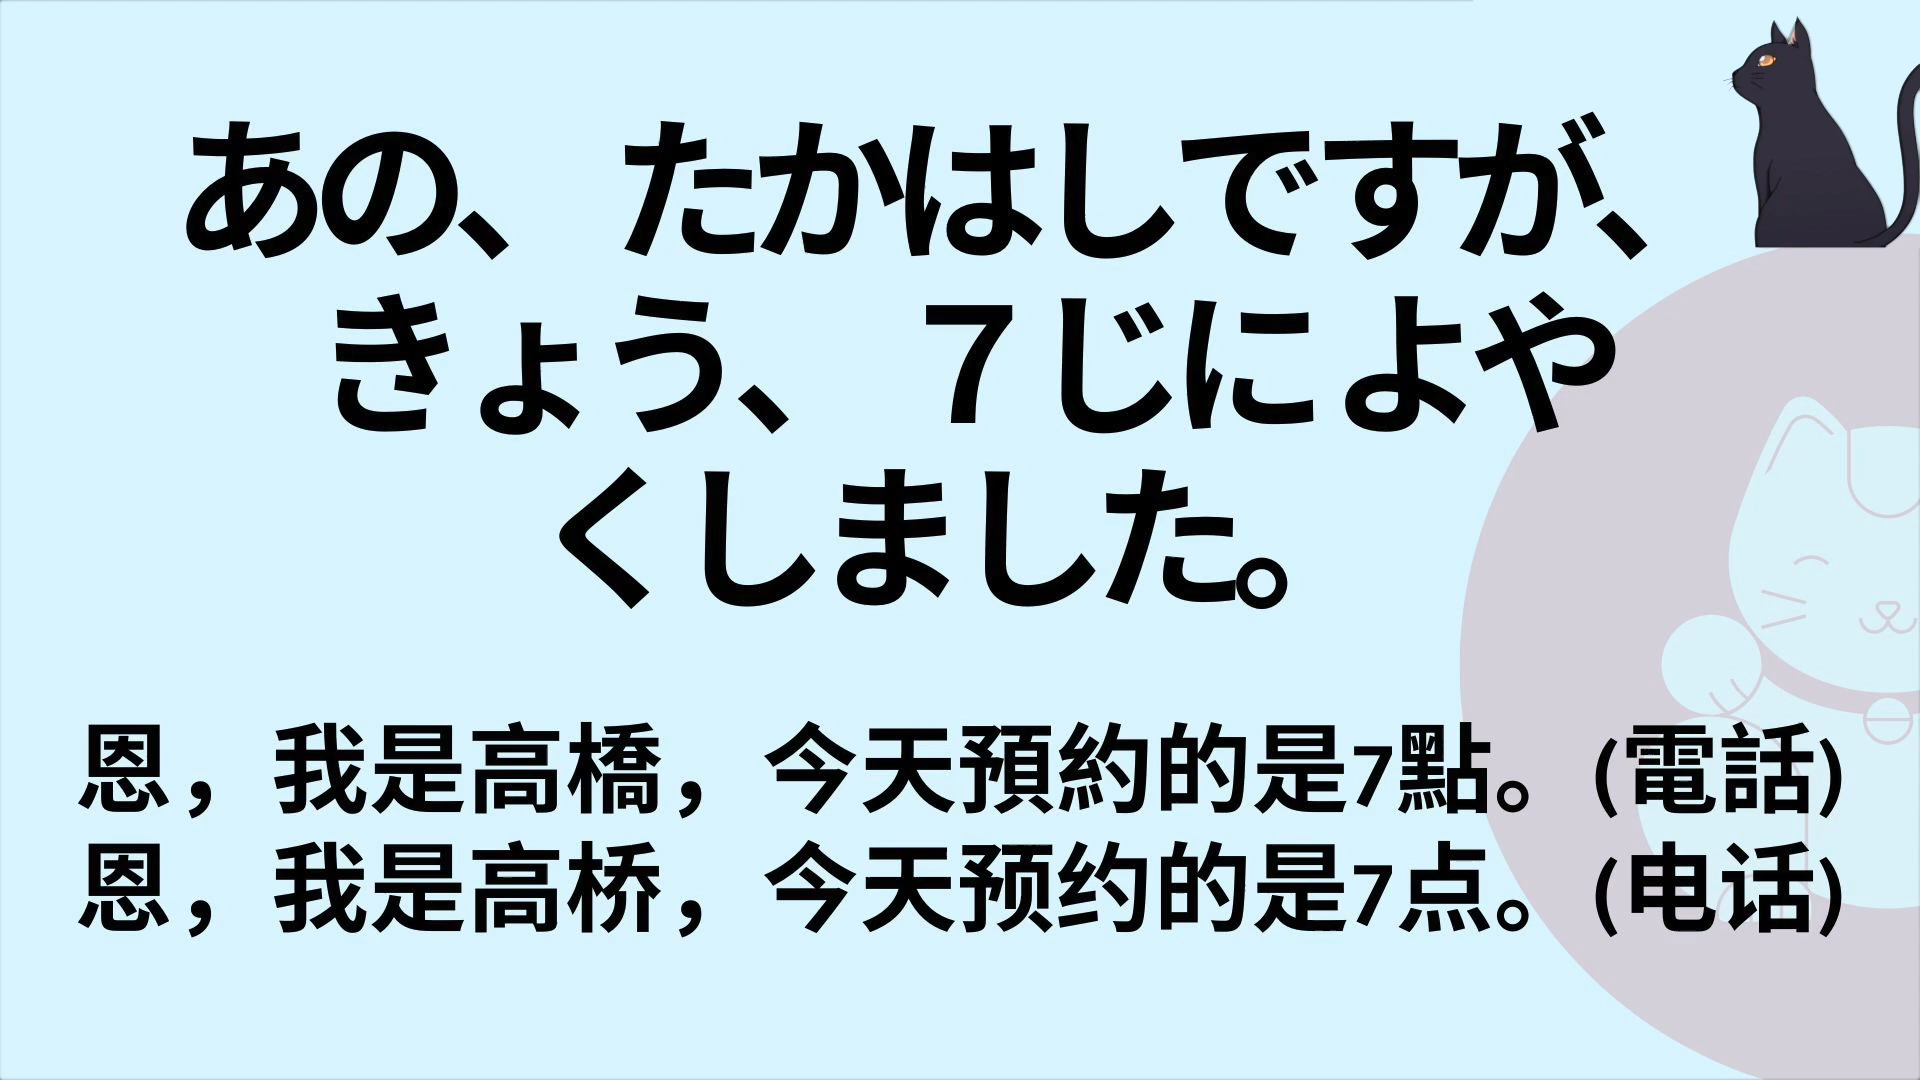 あの、たかはしですが、
きょう、７じによや
くしました。
恩，我是高橋，今天預約的是7點。(電話)
恩，我是高桥，今天预约的是7点。(电话)